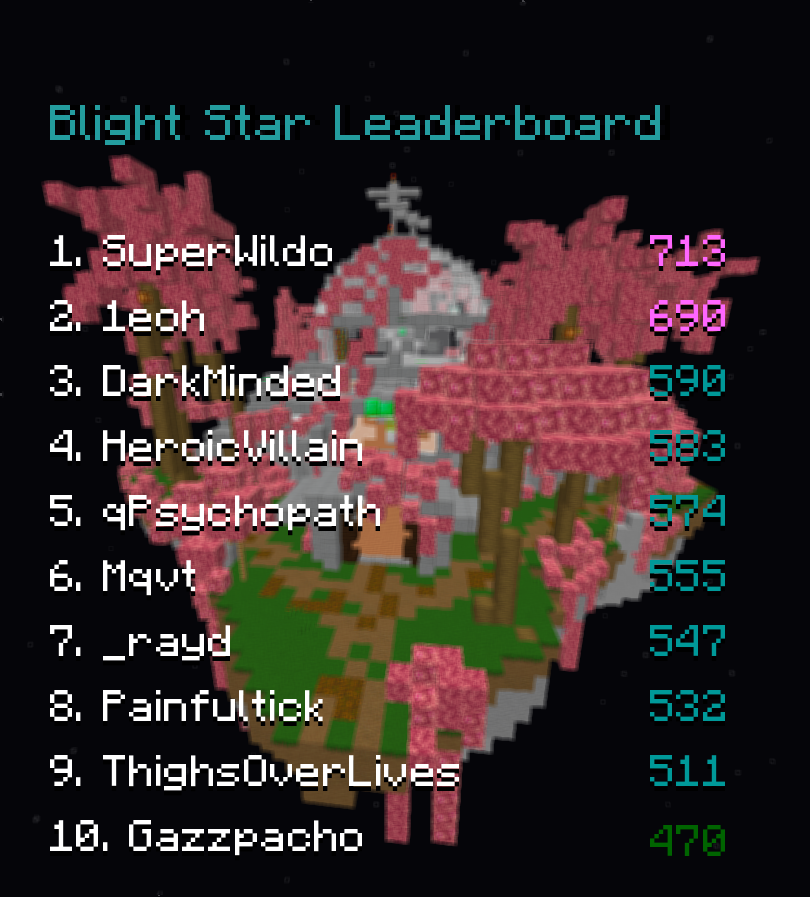 Blight Star Leaderboard
1. SuperWildo 713
2. 1eoh 690
3. DarkMinded 590
4. HeroicVillain 583
5. qPsychopath 574
6. Mqvt 555
7. _rayd 547
8. Painfultick 532
9. ThighsOverLives 511
10. Gazzpacho 470